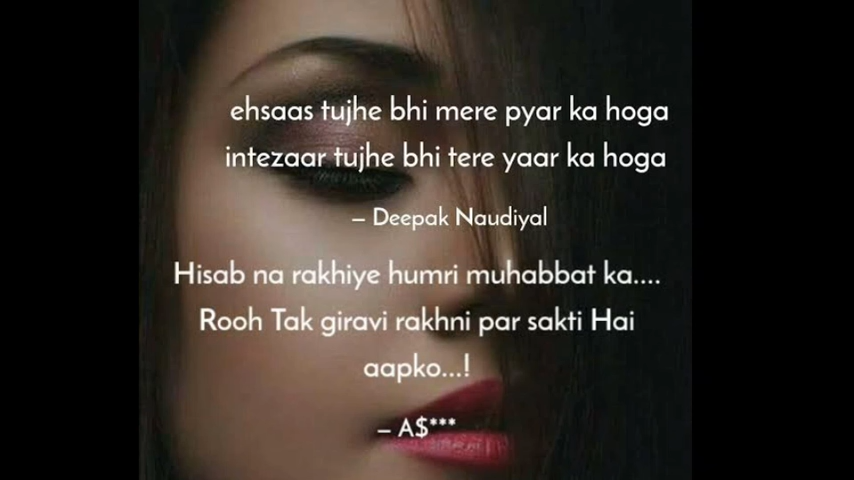 ehsaas tujhe bhi mere pyar ka hoga
intezaar tujhe bhi tere yaar ka hoga
– Deepak Naudiyal
Hisab na rakhiye humri muhabbat ka....
Rooh Tak giravi rakhni par sakti Hai
aapko...!
– A$***